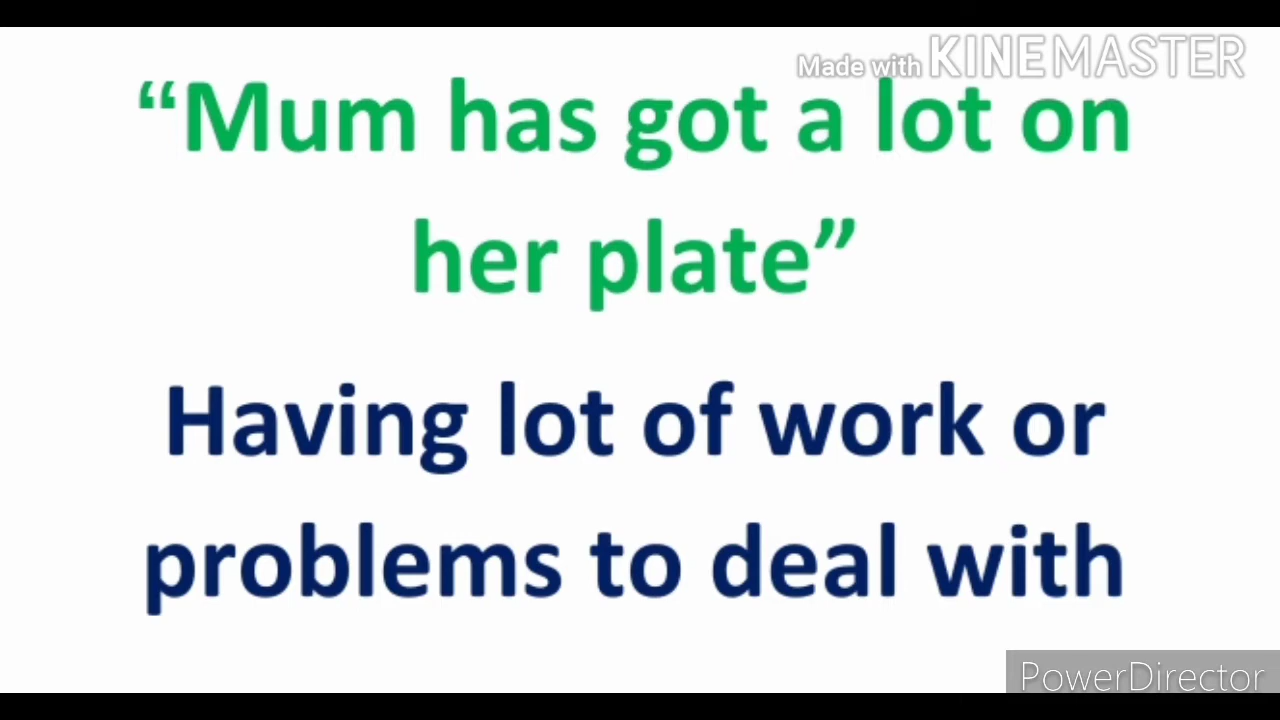 Made with KINEMASTER
“Mum has got a lot on
her plate”
Having lot of work or
problems to deal with
PowerDirector